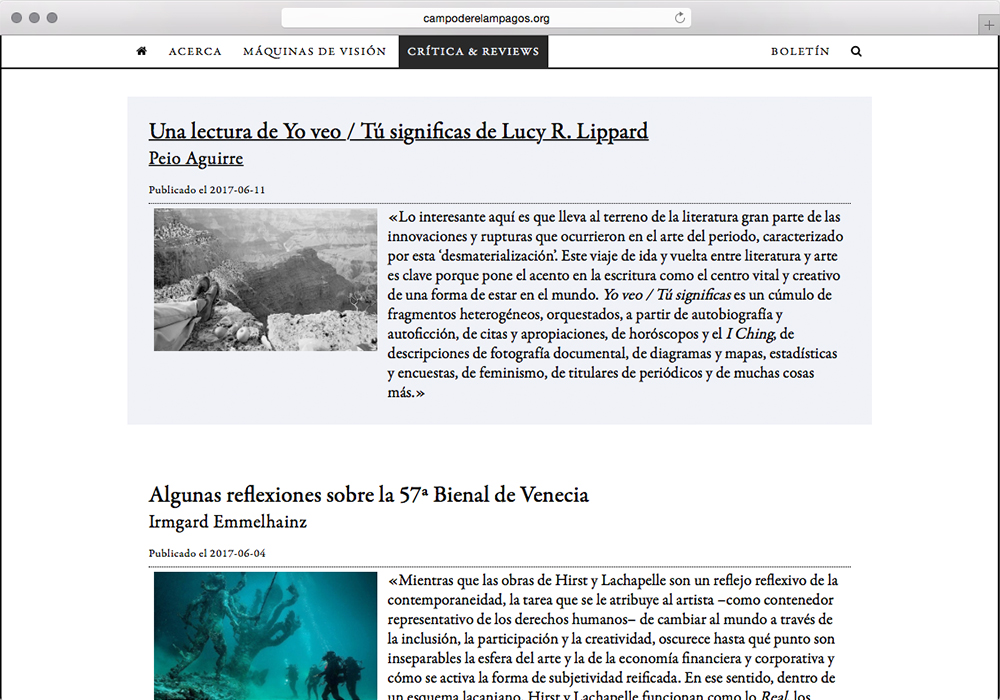 campoderelampagos.org
ACERCA
MÁQUINAS DE VISIÓN
CRÍTICA & REVIEWS
BOLETÍN
Una lectura de Yo veo / Tú significas de Lucy R. Lippard
Peio Aguirre
Publicado el 2017-06-11
«Lo interesante aquí es que lleva al terreno de la literatura gran parte de las
innovaciones y rupturas que ocurrieron en el arte del periodo, caracterizado
por esta ‘desmaterialización’. Este viaje de ida y vuelta entre literatura y arte
es clave porque pone el acento en la escritura como el centro vital y creativo
de una forma de estar en el mundo. Yo veo / Tú significas es un cúmulo de
fragmentos heterogéneos, orquestados, a partir de autobiografía y
autoficción, de citas y apropiaciones, de horóscopos y el I Ching, de
descripciones de fotografía documental, de diagramas y mapas, estadísticas
y encuestas, de feminismo, de titulares de periódicos y de muchas cosas
más.»
Algunas reflexiones sobre la 57ª Bienal de Venecia
Irmgard Emmelhainz
Publicado el 2017-06-04
«Mientras que las obras de Hirst y Lachapelle son un reflejo reflexivo de la
contemporaneidad, la tarea que se le atribuye al artista –como contenedor
representativo de los derechos humanos– de cambiar al mundo a través de
la inclusión, la participación y la creatividad, oscurece hasta qué punto son
inseparables la esfera del arte y la de la economía financiera y corporativa y
cómo se activa la forma de subjetividad reificada. En ese sentido, dentro de
un esquema lacaniano, Hirst y Lachapelle funcionan como lo Real, los